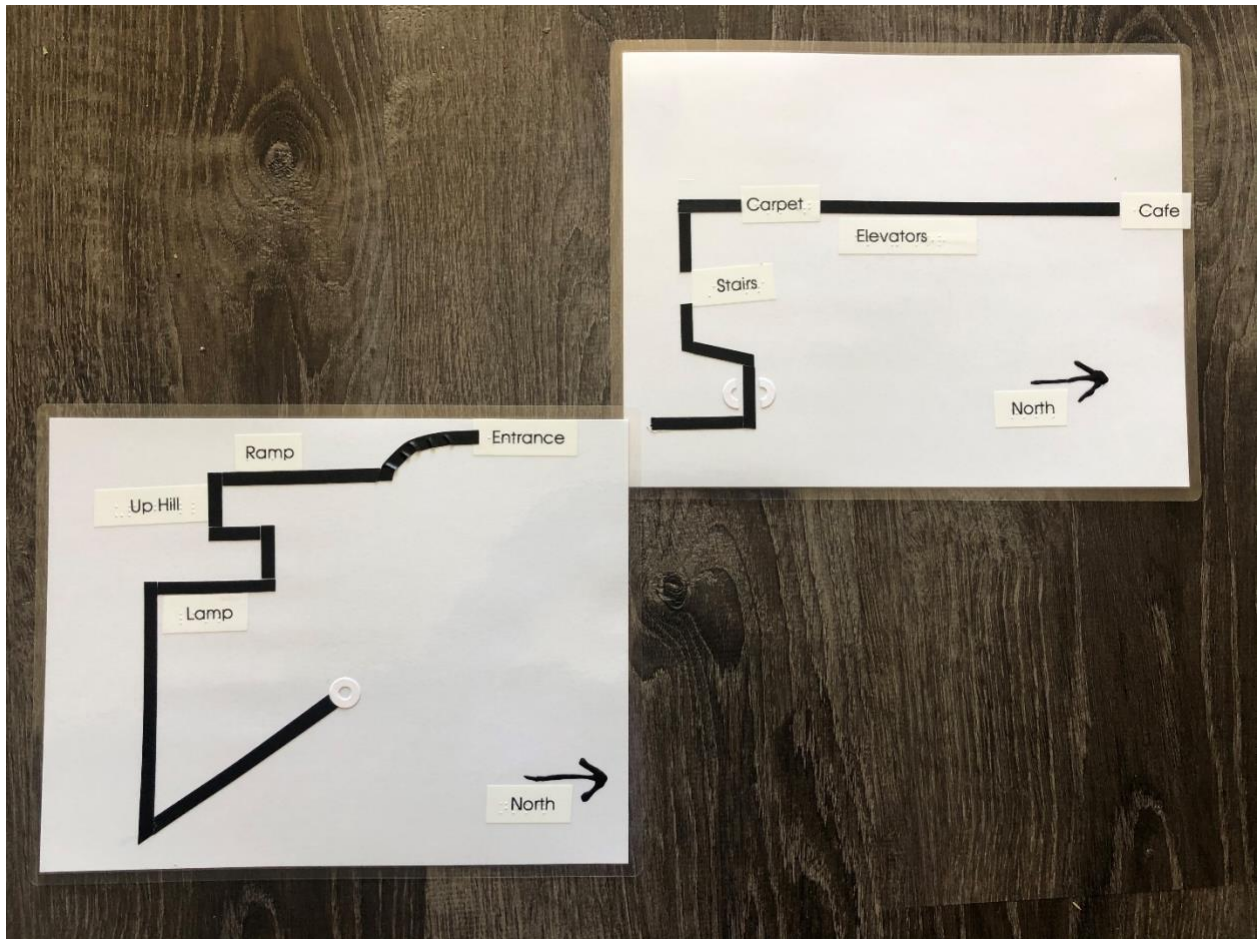 Carpet
Cafe
Elevators
Stairs
North
Entrance
Ramp
Up Hill
Lamp
North